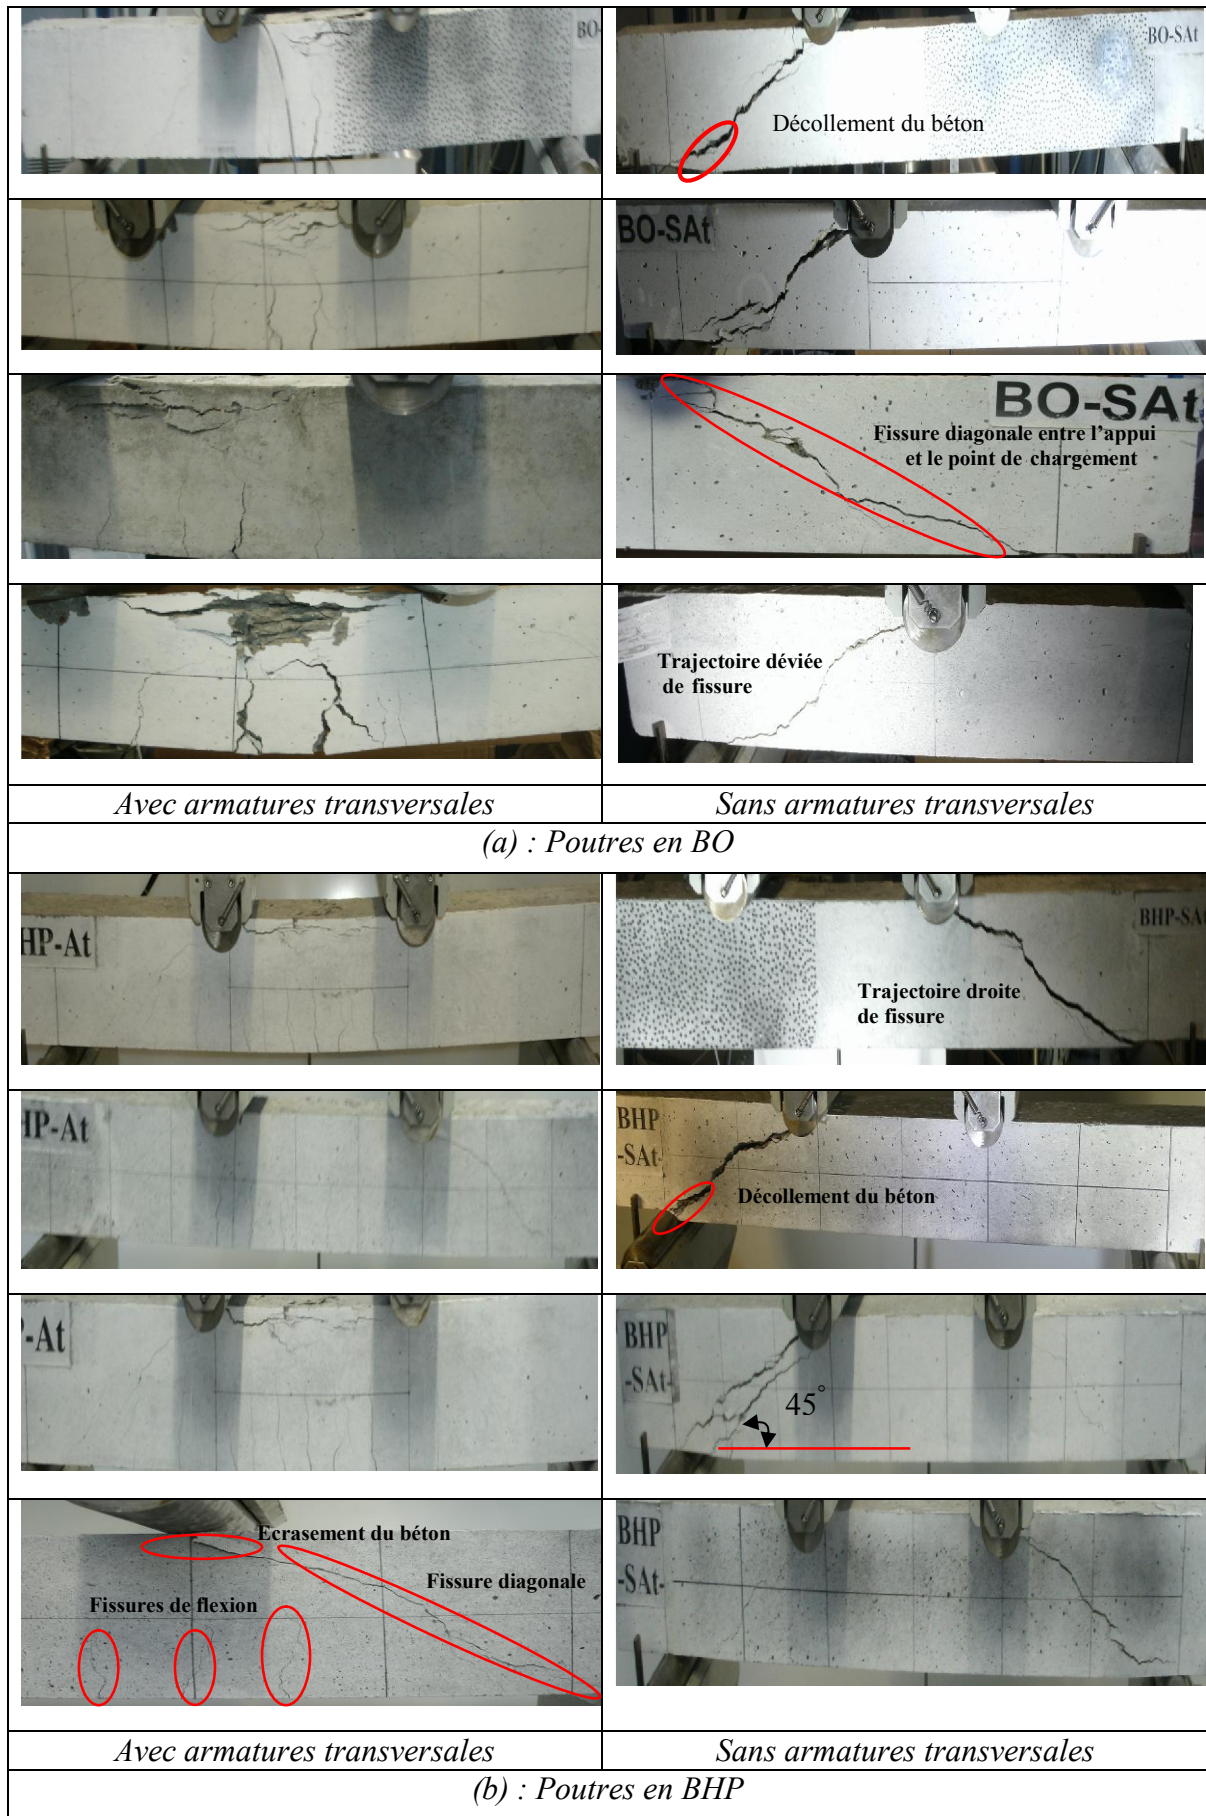 BO-
BO-SAt
Décollement du béton
BO-SAt
BO-SAt
Fissure diagonale entre l'appui
et le point de chargement
Trajectoire déviée
de fissure
Avec armatures transversales
Sans armatures transversales
(a) : Poutres en BO
HP-At
BHP-SAt
Trajectoire droite
de fissure
HP-At
BHP
-SAt-
Décollement du béton
-At
BHP
-SAt-
45°
Ecrasement du béton
Fissure diagonale
Fissures de flexion
BHP
-SAt-
Avec armatures transversales
Sans armatures transversales
(b) : Poutres en BHP